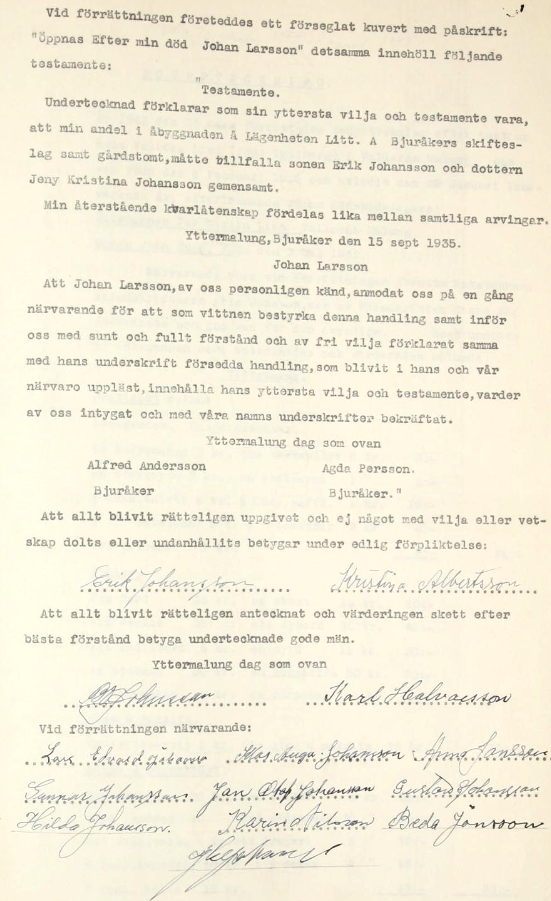 Vid förrättningen företeddes ett förseglat kuvert med påskrift:
"Öppnas Efter min död Johan Larsson" detsamma innehöll följande
testamente:
"Testamente.
Undertecknad förklarar som sin yttersta vilja och testamente vara,
att min andel i åbyggnaden Å Lägenheten Litt. A Bjuråkers skiftes-
lag samt gårdstomt, måtte tillfalla sonen Erik Johansson och dottern
Jeny Kristina Johansson gemensamt.
Min återstående kvarlåtenskap fördelas lika mellan samtliga arvingar.
Yttermalung, Bjuråker den 15 sept 1935.
Johan Larsson
Att Johan Larsson, av oss personligen känd, anmodat oss på en gång
närvarande för att som vittnen bestyrka denna handling samt inför
oss med sunt och fullt förstånd och av fri vilja förklarat samma
med hans underskrift försedda handling, som blivit i hans och vår
närvaro uppläst, innehålla hans yttersta vilja och testamente, varder
av oss intygat och med våra namns underskrifter bekräftat.
Yttermalung dag som ovan
Alfred Andersson Agda Persson.
Bjuråker Bjuråker."
Att allt blivit rätteligen uppgivet och ej något med vilja eller vet-
skap dolts eller undanhållits betygar under edlig förpliktelse:
Erik Johansson Kristina Albertsson
Att allt blivit rätteligen antecknat och värderingen skett efter
bästa förstånd betyga undertecknade gode män.
Yttermalung dag som ovan
Johansson Karl Halvarsson
Vid förrättningen närvarande:
Lars Johansson Anna Jansson
Gunnar Johansson Jan Olof Johansson Gustav Johansson
Hilda Johansson. Karin Nilsson Beda Jönsson